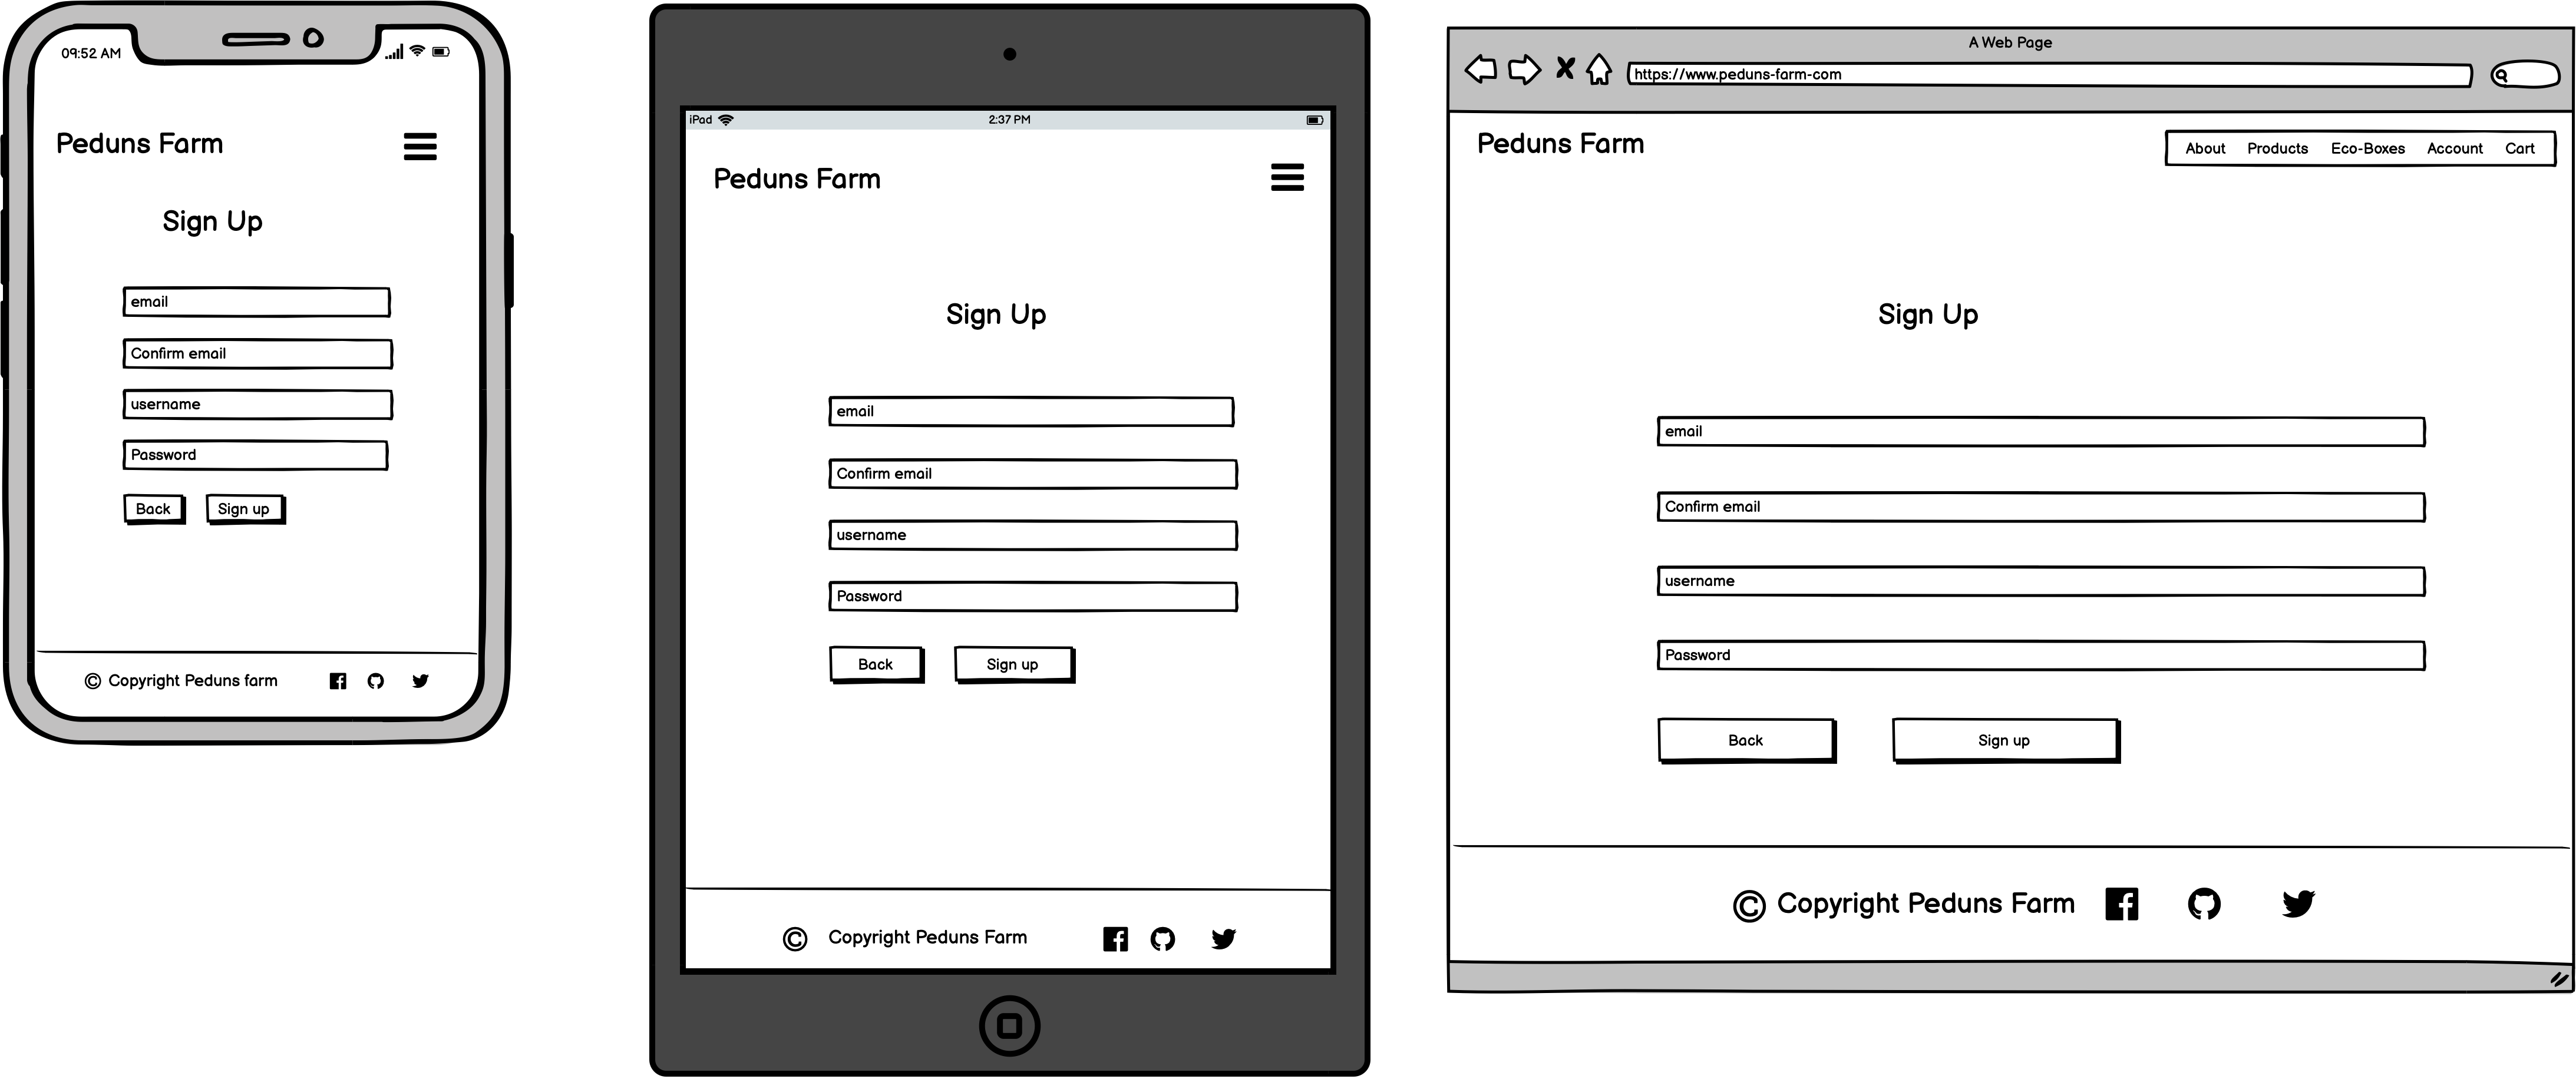 09:52 AM
Peduns Farm
Sign Up
email
Confirm email
username
Password
Back Sign up
© Copyright Peduns farm
iPad 2:37 PM
Peduns Farm
Sign Up
email
Confirm email
username
Password
Back Sign up
© Copyright Peduns Farm
A Web Page
https://www.peduns-farm-com
Peduns Farm About Products Eco-Boxes Account Cart
Sign Up
email
Confirm email
username
Password
Back Sign up
© Copyright Peduns Farm